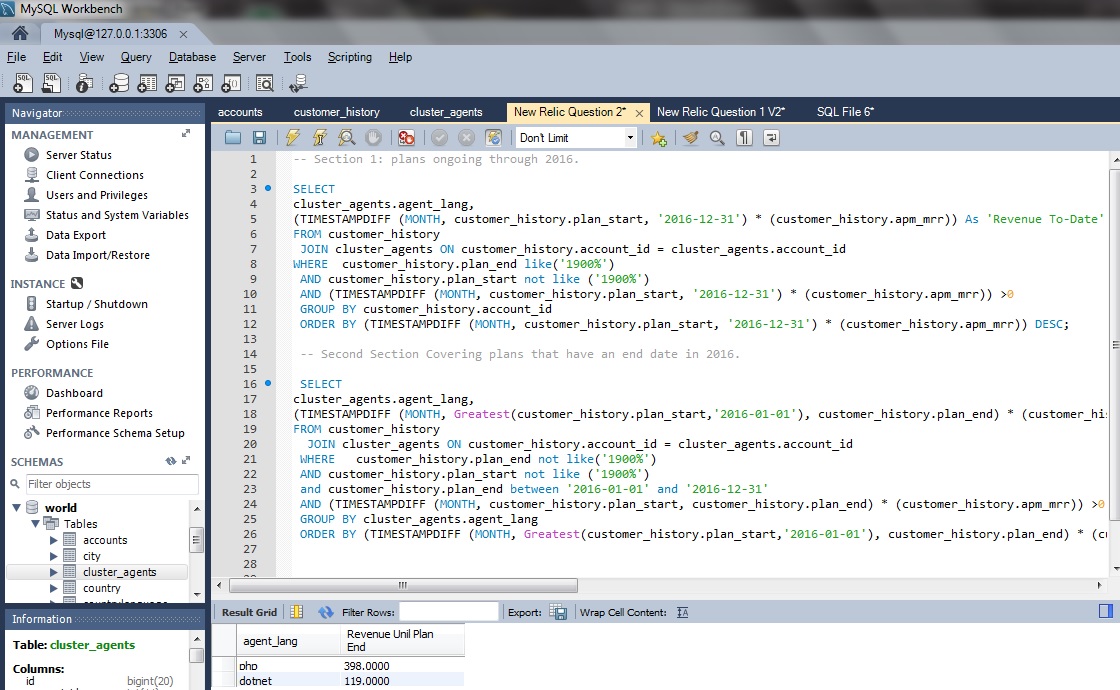 MySQL Workbench
Mysql@127.0.0.1:3306
File Edit View Query Database Server Tools Scripting Help
Navigator
MANAGEMENT
Server Status
Client Connections
Users and Privileges
Status and System Variables
Data Export
Data Import/Restore
INSTANCE
Startup / Shutdown
Server Logs
Options File
PERFORMANCE
Dashboard
Performance Reports
Performance Schema Setup
SCHEMAS
Filter objects
world
Tables
accounts
city
cluster_agents
country
countrylanguage
Information
Table: cluster_agents
Columns:
id bigint(20)
accounts customer_history cluster_agents New Relic Question 2* New Relic Question 1 V2* SQL File 6*
Don't Limit
1 -- Section 1: plans ongoing through 2016.
2
3 SELECT
4 cluster_agents.agent_lang,
5 (TIMESTAMPDIFF (MONTH, customer_history.plan_start, '2016-12-31') * (customer_history.apm_mrr)) As 'Revenue To-Date'
6 FROM customer_history
7 JOIN cluster_agents ON customer_history.account_id = cluster_agents.account_id
8 WHERE customer_history.plan_end like('1900%')
9 AND customer_history.plan_start not like ('1900%')
10 AND (TIMESTAMPDIFF (MONTH, customer_history.plan_start, '2016-12-31') * (customer_history.apm_mrr)) >0
11 GROUP BY customer_history.account_id
12 ORDER BY (TIMESTAMPDIFF (MONTH, customer_history.plan_start, '2016-12-31') * (customer_history.apm_mrr)) DESC;
13
14 -- Second Section Covering plans that have an end date in 2016.
15
16 SELECT
17 cluster_agents.agent_lang,
18 (TIMESTAMPDIFF (MONTH, Greatest(customer_history.plan_start,'2016-01-01'), customer_history.plan_end) * (customer_hi
19 FROM customer_history
20 JOIN cluster_agents ON customer_history.account_id = cluster_agents.account_id
21 WHERE customer_history.plan_end not like('1900%')
22 AND customer_history.plan_start not like ('1900%')
23 and customer_history.plan_end between '2016-01-01' and '2016-12-31'
24 AND (TIMESTAMPDIFF (MONTH, customer_history.plan_start, customer_history.plan_end) * (customer_history.apm_mrr)) >0
25 GROUP BY cluster_agents.agent_lang
26 ORDER BY (TIMESTAMPDIFF (MONTH, Greatest(customer_history.plan_start,'2016-01-01'), customer_history.plan_end) * (cu
27
28
Result Grid Filter Rows: Export: Wrap Cell Content:
agent_lang Revenue Unil Plan
End
php 398.0000
dotnet 119.0000